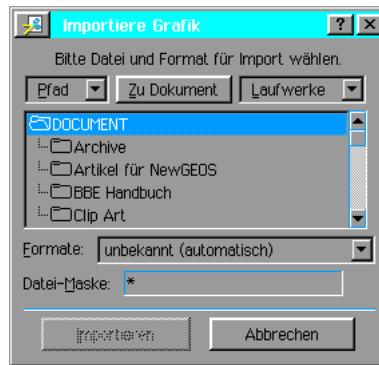 Importiere Grafik ? X
Bitte Datei und Format für Import wählen.
Pfad Zu Dokument Laufwerke
DOCUMENT
Archive
Artikel für NewGEOS
BBE Handbuch
Clip Art
Formate: unbekannt (automatisch)
Datei-Maske: *
Importieren Abbrechen